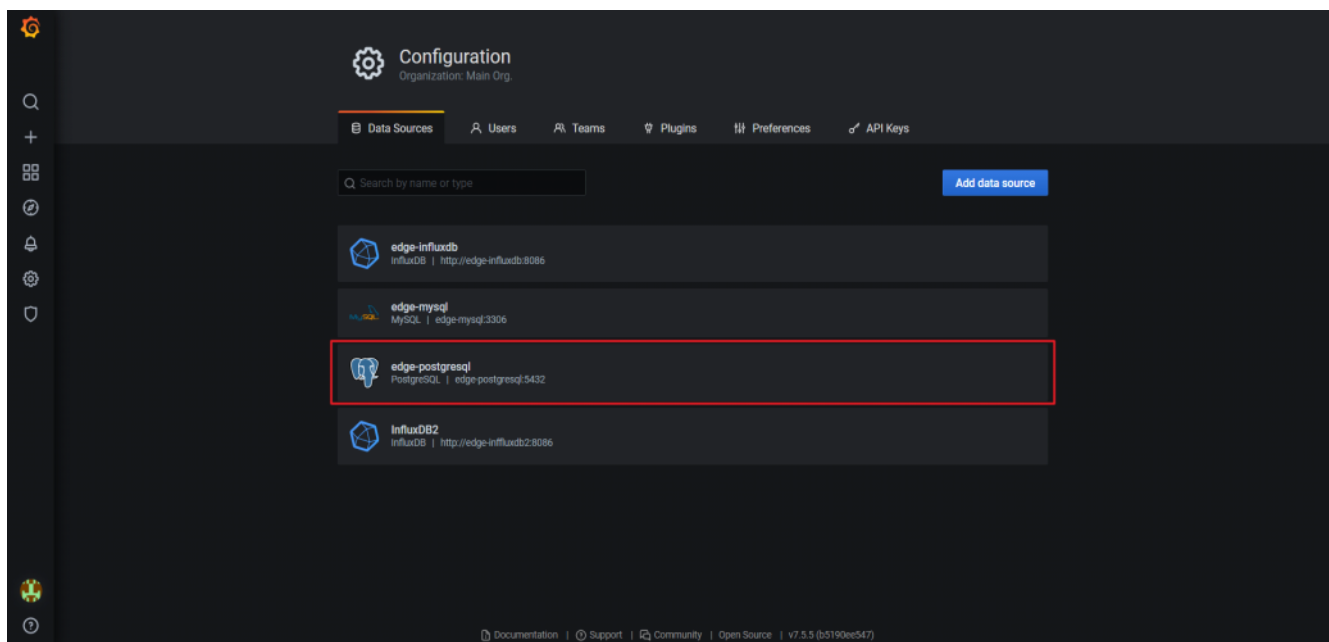 Configuration
Organization: Main Org.
Data Sources Users Teams Plugins Preferences API Keys
Search by name or type
Add data source
edge-influxdb
InfluxDB | http://edge-influxdb:8086
edge-mysql
MySQL | edge-mysql:3306
edge-postgresql
PostgreSQL | edge-postgresql:5432
InfluxDB2
InfluxDB | http://edge-inffluxdb2:8086
Documentation | Support | Community | Open Source | v7.5.5 (b5190ee547)